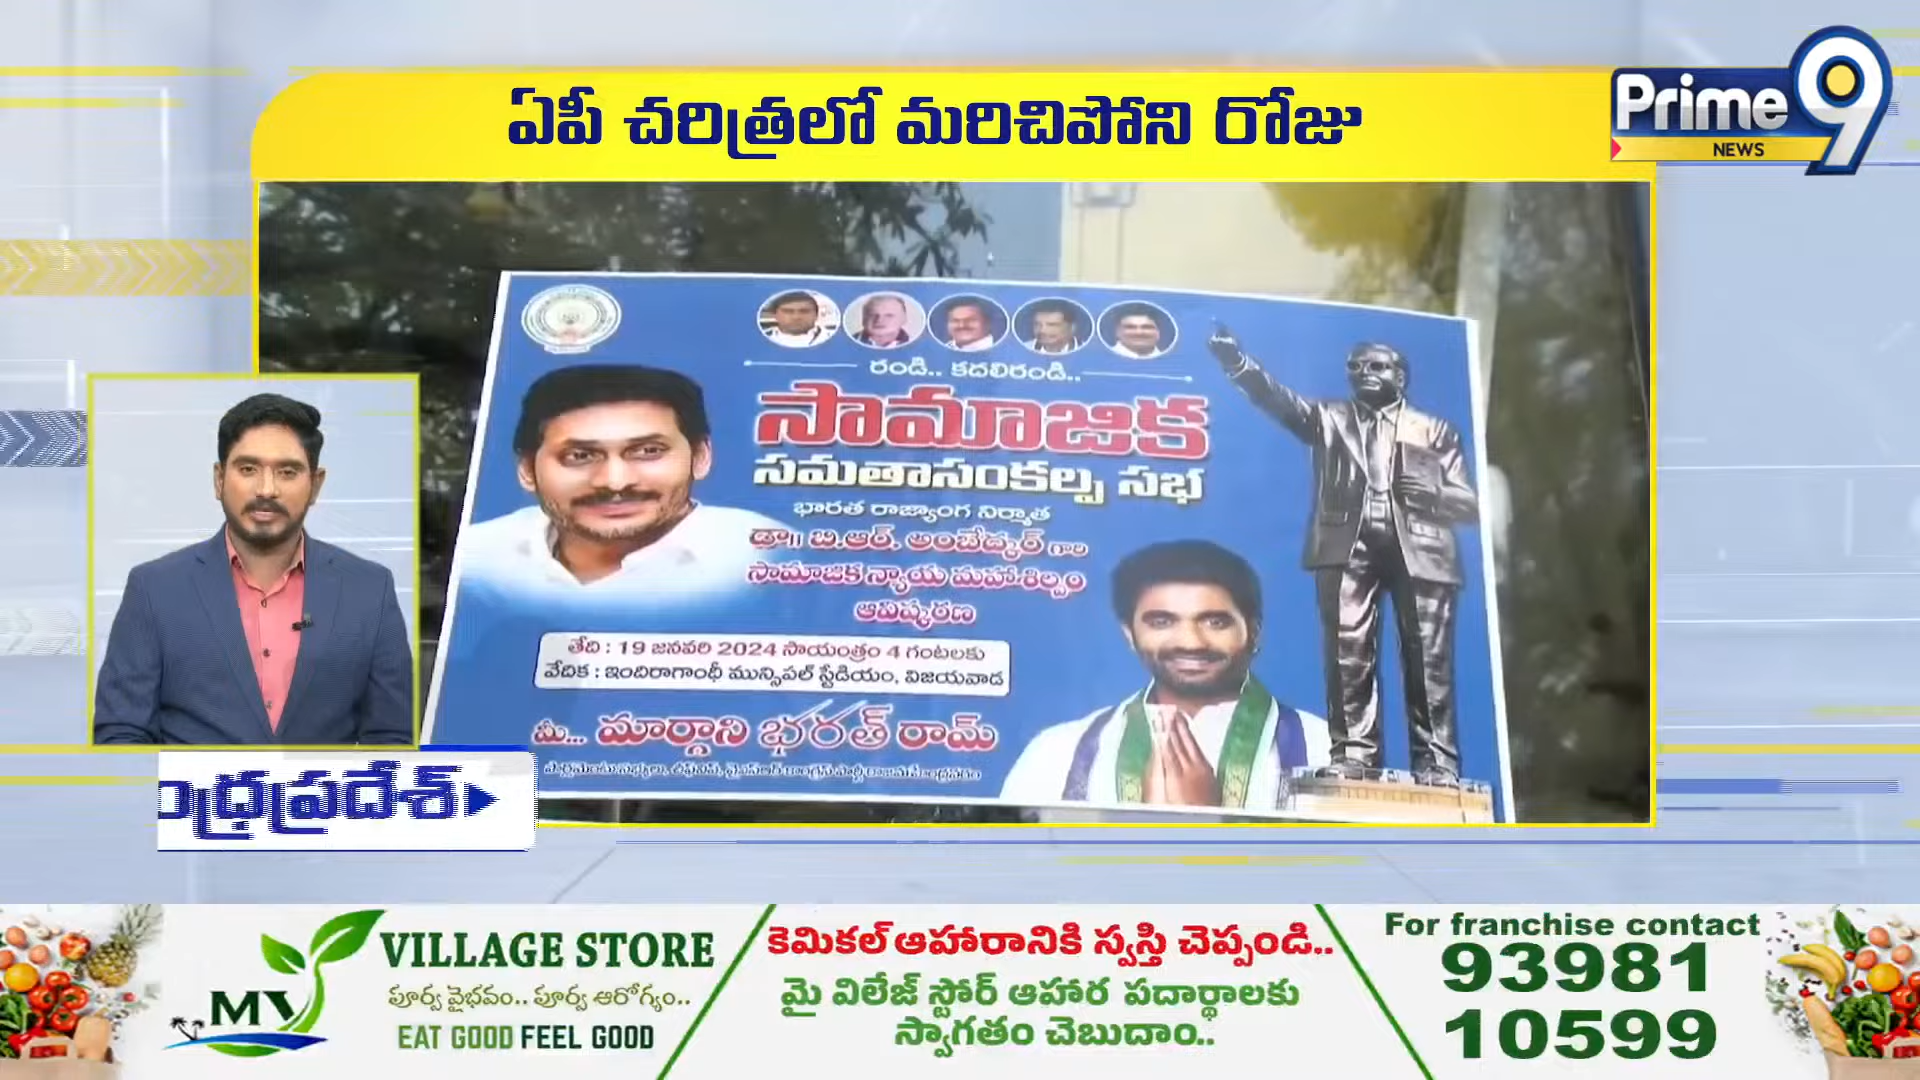 ఏపీ చరిత్రలో మరిచిపోని రోజు
Prime9
NEWS
రండి.. కదలిరండి..
సామాజిక
సమతాసంకల్ప సభ
భారత రాజ్యాంగ నిర్మాత
డా॥ బి.ఆర్. అంబేద్కర్ గారి
సామాజిక న్యాయ మహాశిల్పం
ఆవిష్కరణ
తేది : 19 జనవరి 2024 సాయంత్రం 4 గంటలకు
వేదిక : ఇందిరాగాంధీ మున్సిపల్ స్టేడియం, విజయవాడ
మీ... మార్గాని భరత్ రామ్
ంధ్రప్రదేశ్
MV
VILLAGE STORE
పూర్వ వైభవం.. పూర్వ ఆరోగ్యం..
EAT GOOD FEEL GOOD
కెమికల్ ఆహారానికి స్వస్తి చెప్పండి..
మై విలేజ్ స్టోర్ ఆహార పదార్థాలకు
స్వాగతం చెబుదాం..
For franchise contact
93981
10599